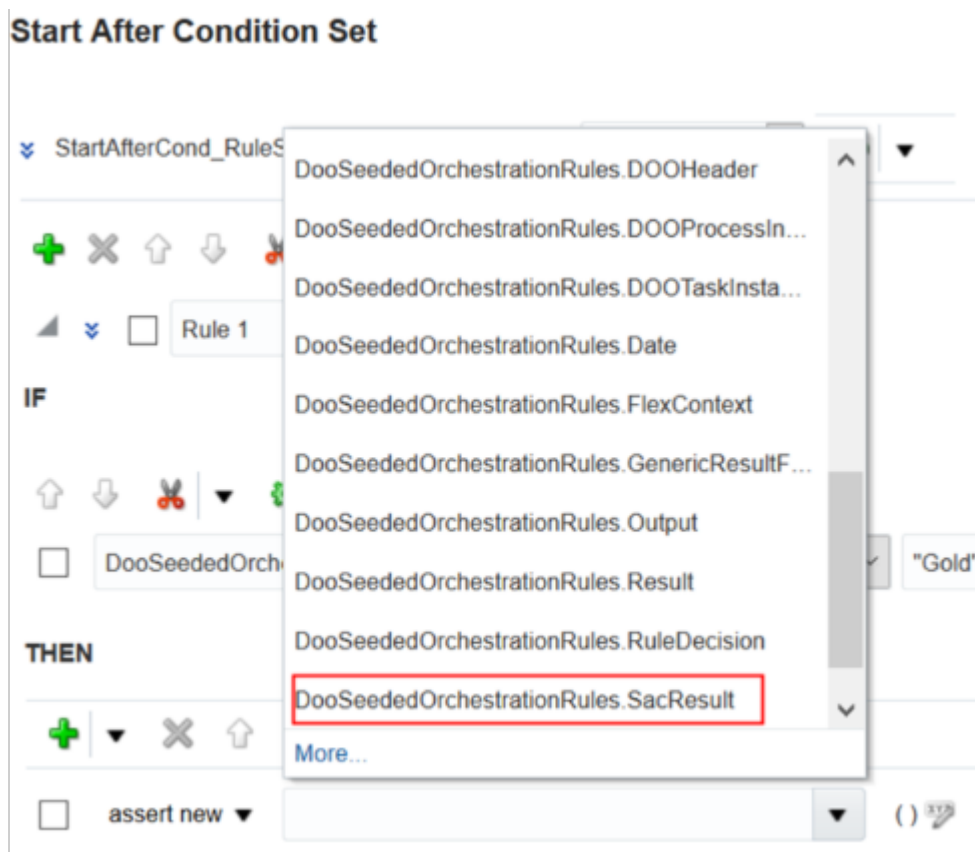 Start After Condition Set
StartAfterCond_RuleS
DooSeededOrchestrationRules.DOOHeader
DooSeededOrchestrationRules.DOOProcessIn...
DooSeededOrchestrationRules.DOOTaskInsta...
DooSeededOrchestrationRules.Date
Rule 1
IF
DooSeededOrchestrationRules.FlexContext
DooSeededOrchestrationRules.GenericResultF...
DooSeededOrchestrationRules.Output
DooSeededOrche
"Gold"
DooSeededOrchestrationRules.Result
DooSeededOrchestrationRules.RuleDecision
THEN
DooSeededOrchestrationRules.SacResult
More...
assert new
( )